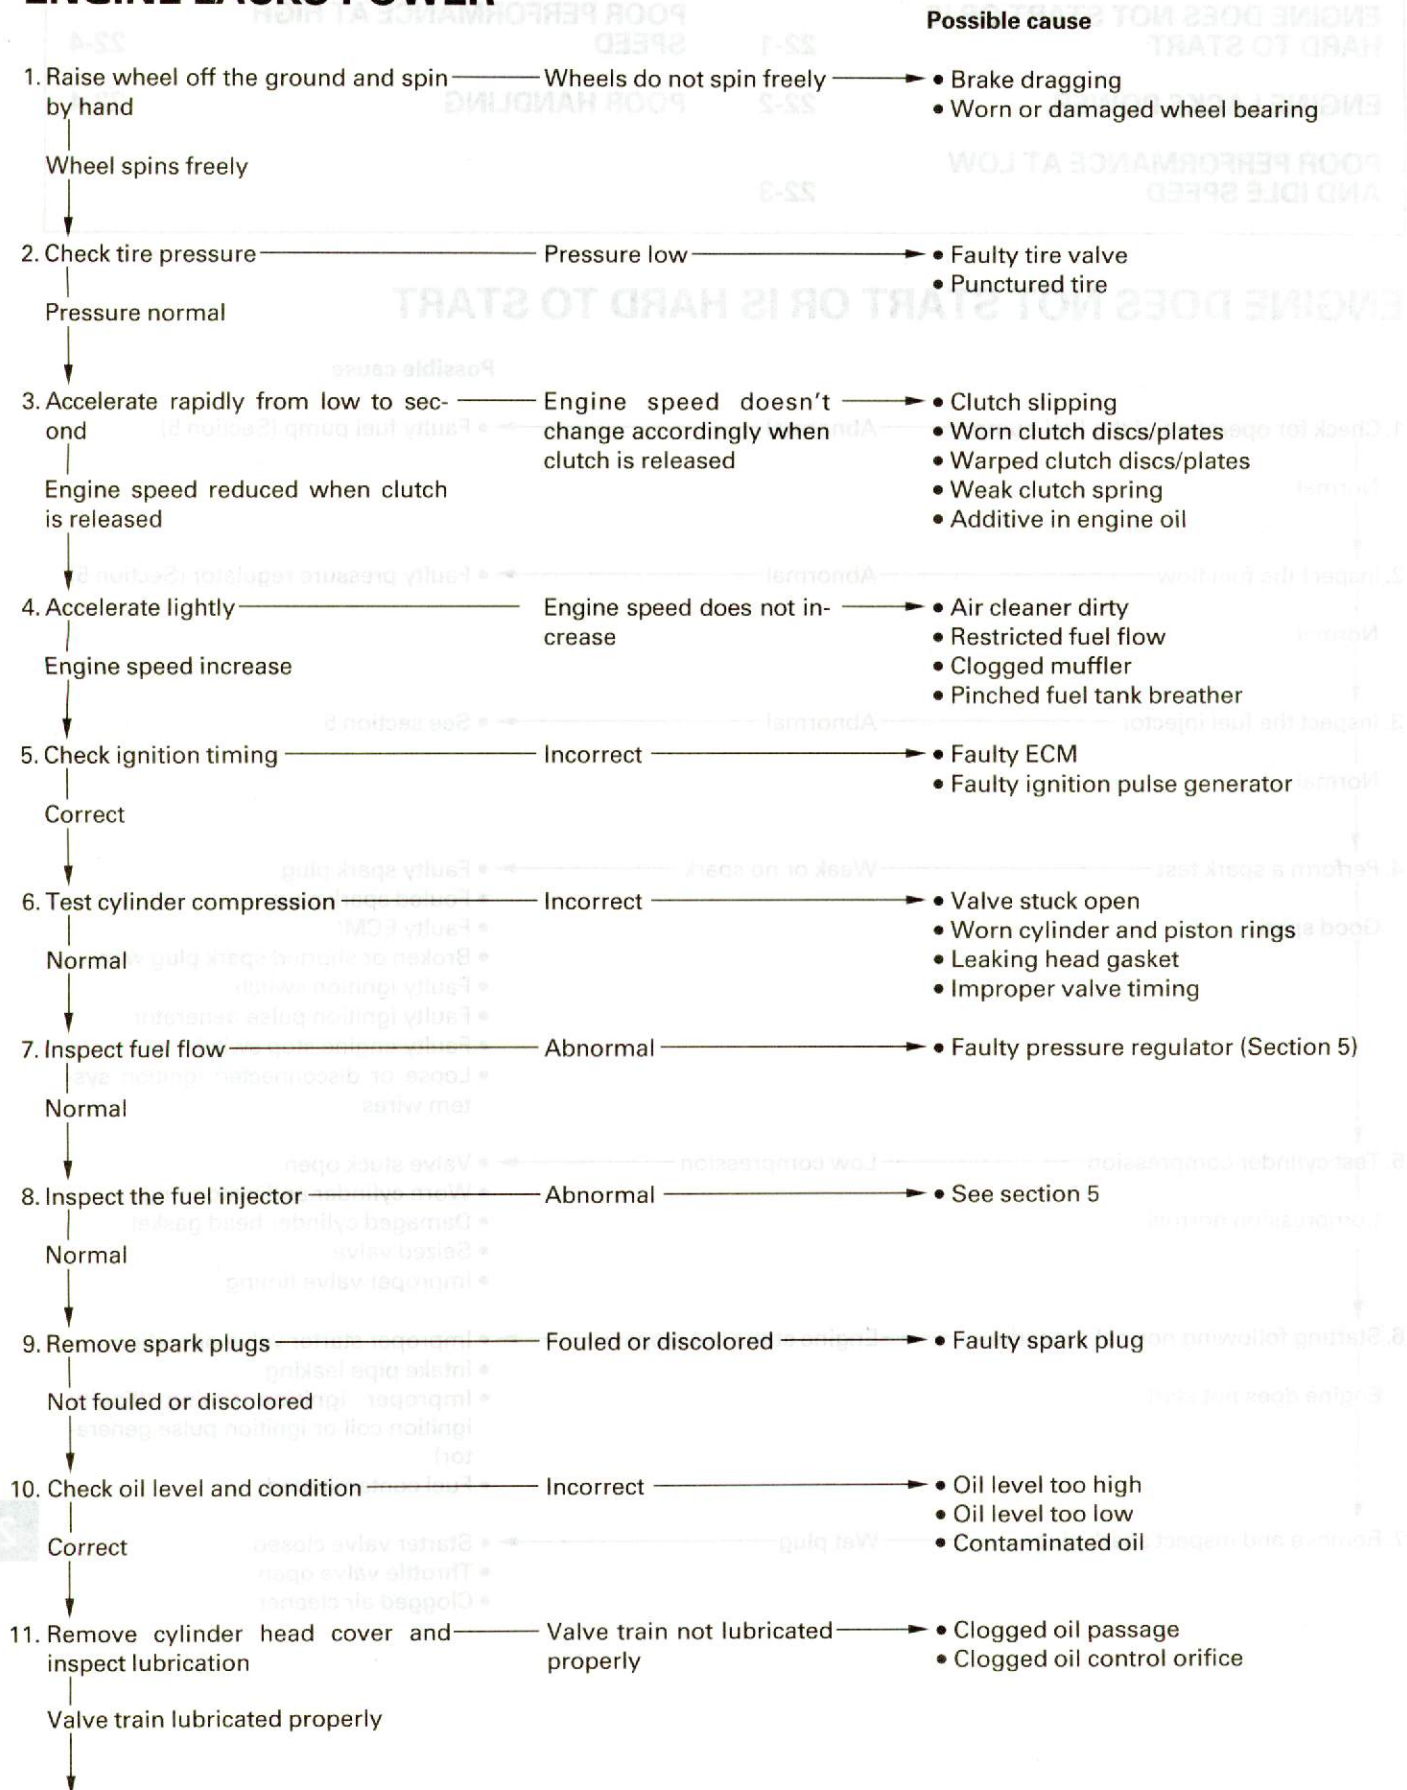 ENGINE LACKS POWER
Possible cause
1. Raise wheel off the ground and spin by hand
Wheels do not spin freely
• Brake dragging
• Worn or damaged wheel bearing
Wheel spins freely
2. Check tire pressure
Pressure low
• Faulty tire valve
• Punctured tire
Pressure normal
3. Accelerate rapidly from low to sec-
ond
Engine speed doesn't
change accordingly when
clutch is released
• Clutch slipping
• Worn clutch discs/plates
• Warped clutch discs/plates
• Weak clutch spring
• Additive in engine oil
Engine speed reduced when clutch
is released
4. Accelerate lightly
Engine speed does not in-
crease
• Air cleaner dirty
• Restricted fuel flow
• Clogged muffler
• Pinched fuel tank breather
Engine speed increase
5. Check ignition timing
Incorrect
• Faulty ECM
• Faulty ignition pulse generator
Correct
6. Test cylinder compression
Incorrect
• Valve stuck open
• Worn cylinder and piston rings
• Leaking head gasket
• Improper valve timing
Normal
7. Inspect fuel flow
Abnormal
• Faulty pressure regulator (Section 5)
Normal
8. Inspect the fuel injector
Abnormal
• See section 5
Normal
9. Remove spark plugs
Fouled or discolored
• Faulty spark plug
Not fouled or discolored
10. Check oil level and condition
Incorrect
• Oil level too high
• Oil level too low
• Contaminated oil
Correct
11. Remove cylinder head cover and
inspect lubrication
Valve train not lubricated
properly
• Clogged oil passage
• Clogged oil control orifice
Valve train lubricated properly